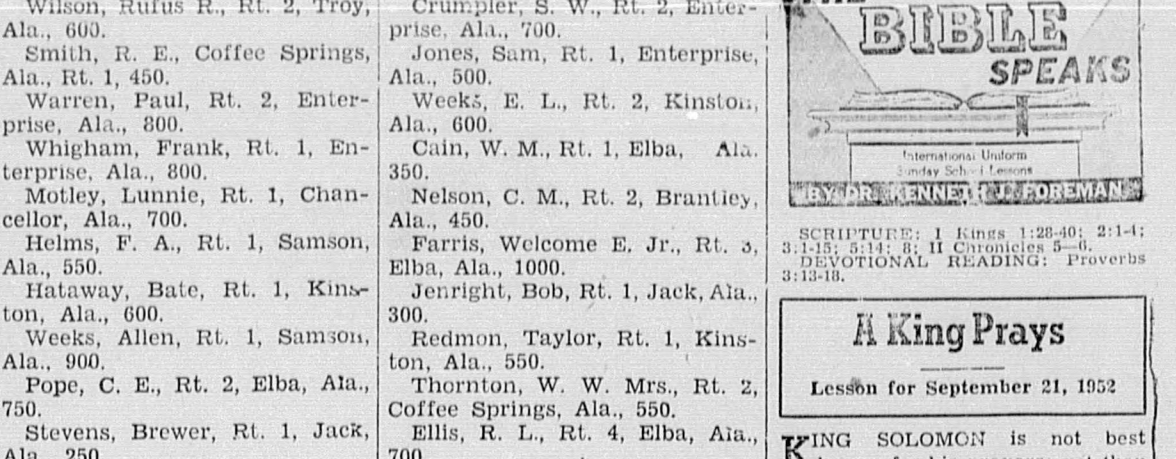 Wilson, Rufus R., Rt. 2, Troy,
Ala., 600.
Smith, R. E., Coffee Springs,
Ala., Rt. 1, 450.
Warren, Paul, Rt. 2, Enter-
prise, Ala., 800.
Whigham, Frank, Rt. 1, En-
terprise, Ala., 800.
Motley, Lunnie, Rt. 1, Chan-
cellor, Ala., 700.
Helms, F. A., Rt. 1, Samson,
Ala., 550.
Hataway, Bate, Rt. 1, Kins-
ton, Ala., 600.
Weeks, Allen, Rt. 1, Samson,
Ala., 900.
Pope, C. E., Rt. 2, Elba, Ala.,
750.
Stevens, Brewer, Rt. 1, Jack,
Ala., 250
Crumpler, S. W., Rt. 2, Enter-
prise, Ala., 700.
Jones, Sam, Rt. 1, Enterprise,
Ala., 500.
Weeks, E. L., Rt. 2, Kinston,
Ala., 600.
Cain, W. M., Rt. 1, Elba, Ala.
350.
Nelson, C. M., Rt. 2, Brantley,
Ala., 450.
Farris, Welcome E. Jr., Rt. 3,
Elba, Ala., 1000.
Jenright, Bob, Rt. 1, Jack, Ala.,
300.
Redmon, Taylor, Rt. 1, Kins-
ton, Ala., 550.
Thornton, W. W. Mrs., Rt. 2,
Coffee Springs, Ala., 550.
Ellis, R. L., Rt. 4, Elba, Ala.,
700
THE
BIBLE
SPEAKS
International Uniform
Sunday School Lessons
BY DR. KENNETH J. FOREMAN
SCRIPTURE: I Kings 1:28-40; 2:1-4;
3:1-15; 5:14; 8; II Chronicles 5—6.
DEVOTIONAL READING: Proverbs
3:13-18.
A King Prays
Lesson for September 21, 1952
KING SOLOMON is not best